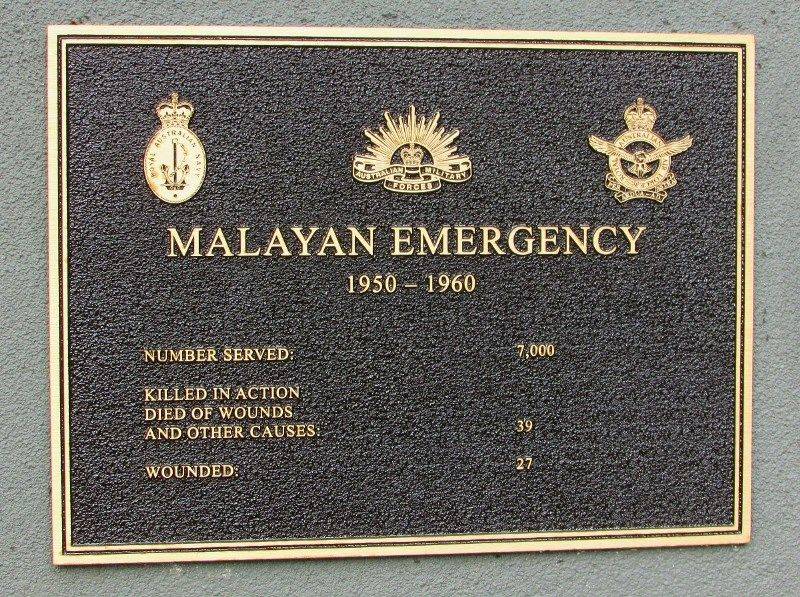 ROYAL AUSTRALIAN NAVY
AUSTRALIAN MILITARY
FORCES
MALAYAN EMERGENCY
1950 – 1960
NUMBER SERVED: 7,000
KILLED IN ACTION
DIED OF WOUNDS
AND OTHER CAUSES: 39
WOUNDED: 27